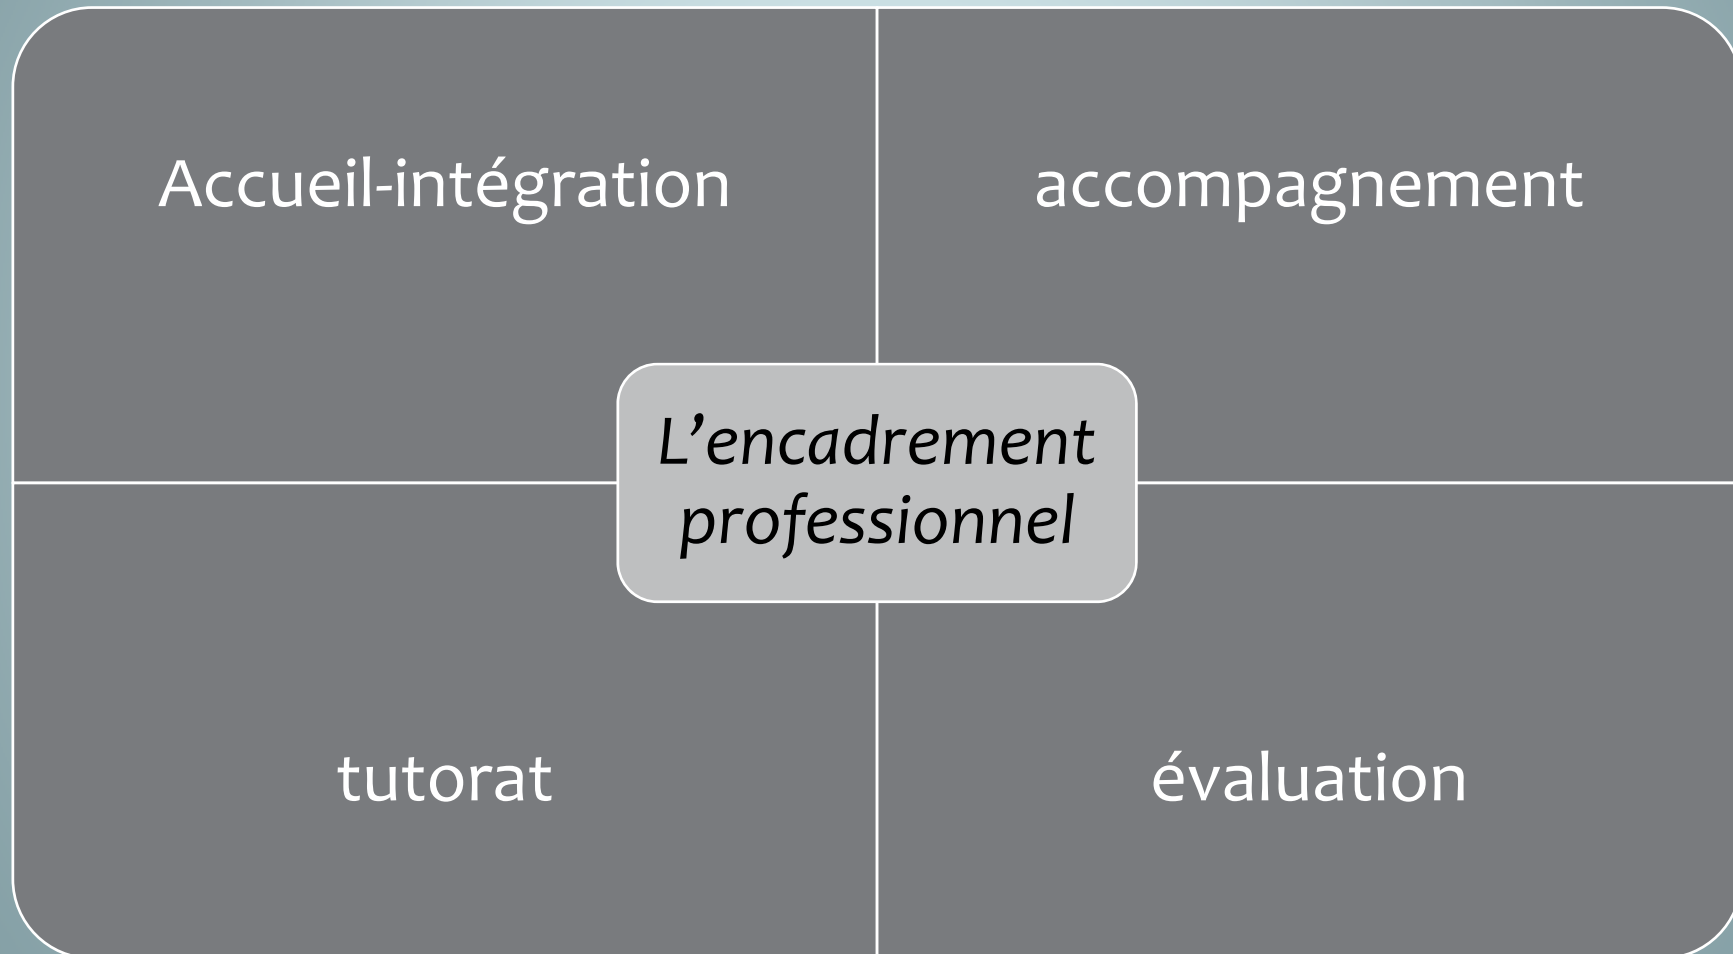 Accueil-intégration
accompagnement
L’encadrement
professionnel
tutorat
évaluation